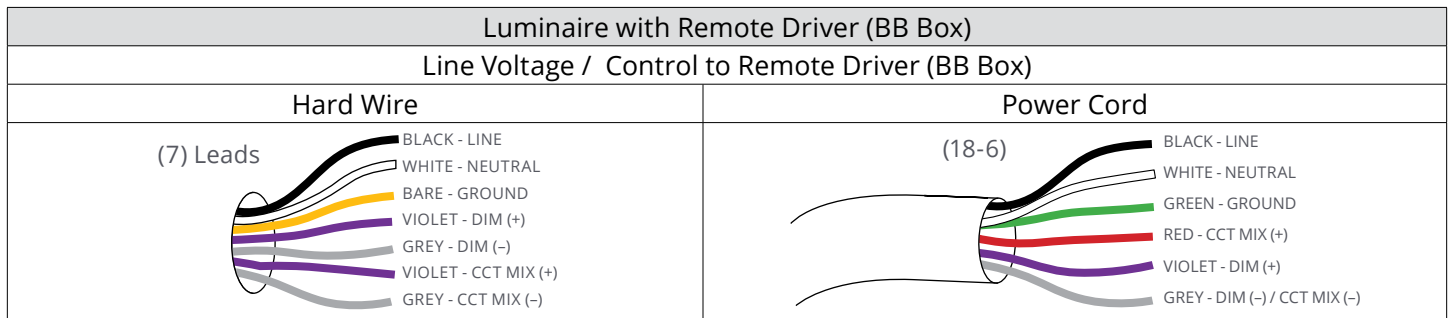 Luminaire with Remote Driver (BB Box)
Line Voltage / Control to Remote Driver (BB Box)
Hard Wire
(7) Leads
BLACK - LINE
WHITE - NEUTRAL
BARE - GROUND
VIOLET - DIM (+)
GREY - DIM (–)
VIOLET - CCT MIX (+)
GREY - CCT MIX (–)
Power Cord
(18-6)
BLACK - LINE
WHITE - NEUTRAL
GREEN - GROUND
RED - CCT MIX (+)
VIOLET - DIM (+)
GREY - DIM (–) / CCT MIX (–)